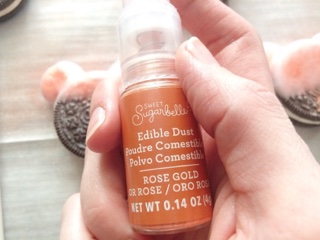 SWEET
Sugarbelle
Edible Dust
Poudre Comestible
Polvo Comestible
ROSE GOLD
OR ROSE / ORO ROS
NET WT 0.14 OZ (4